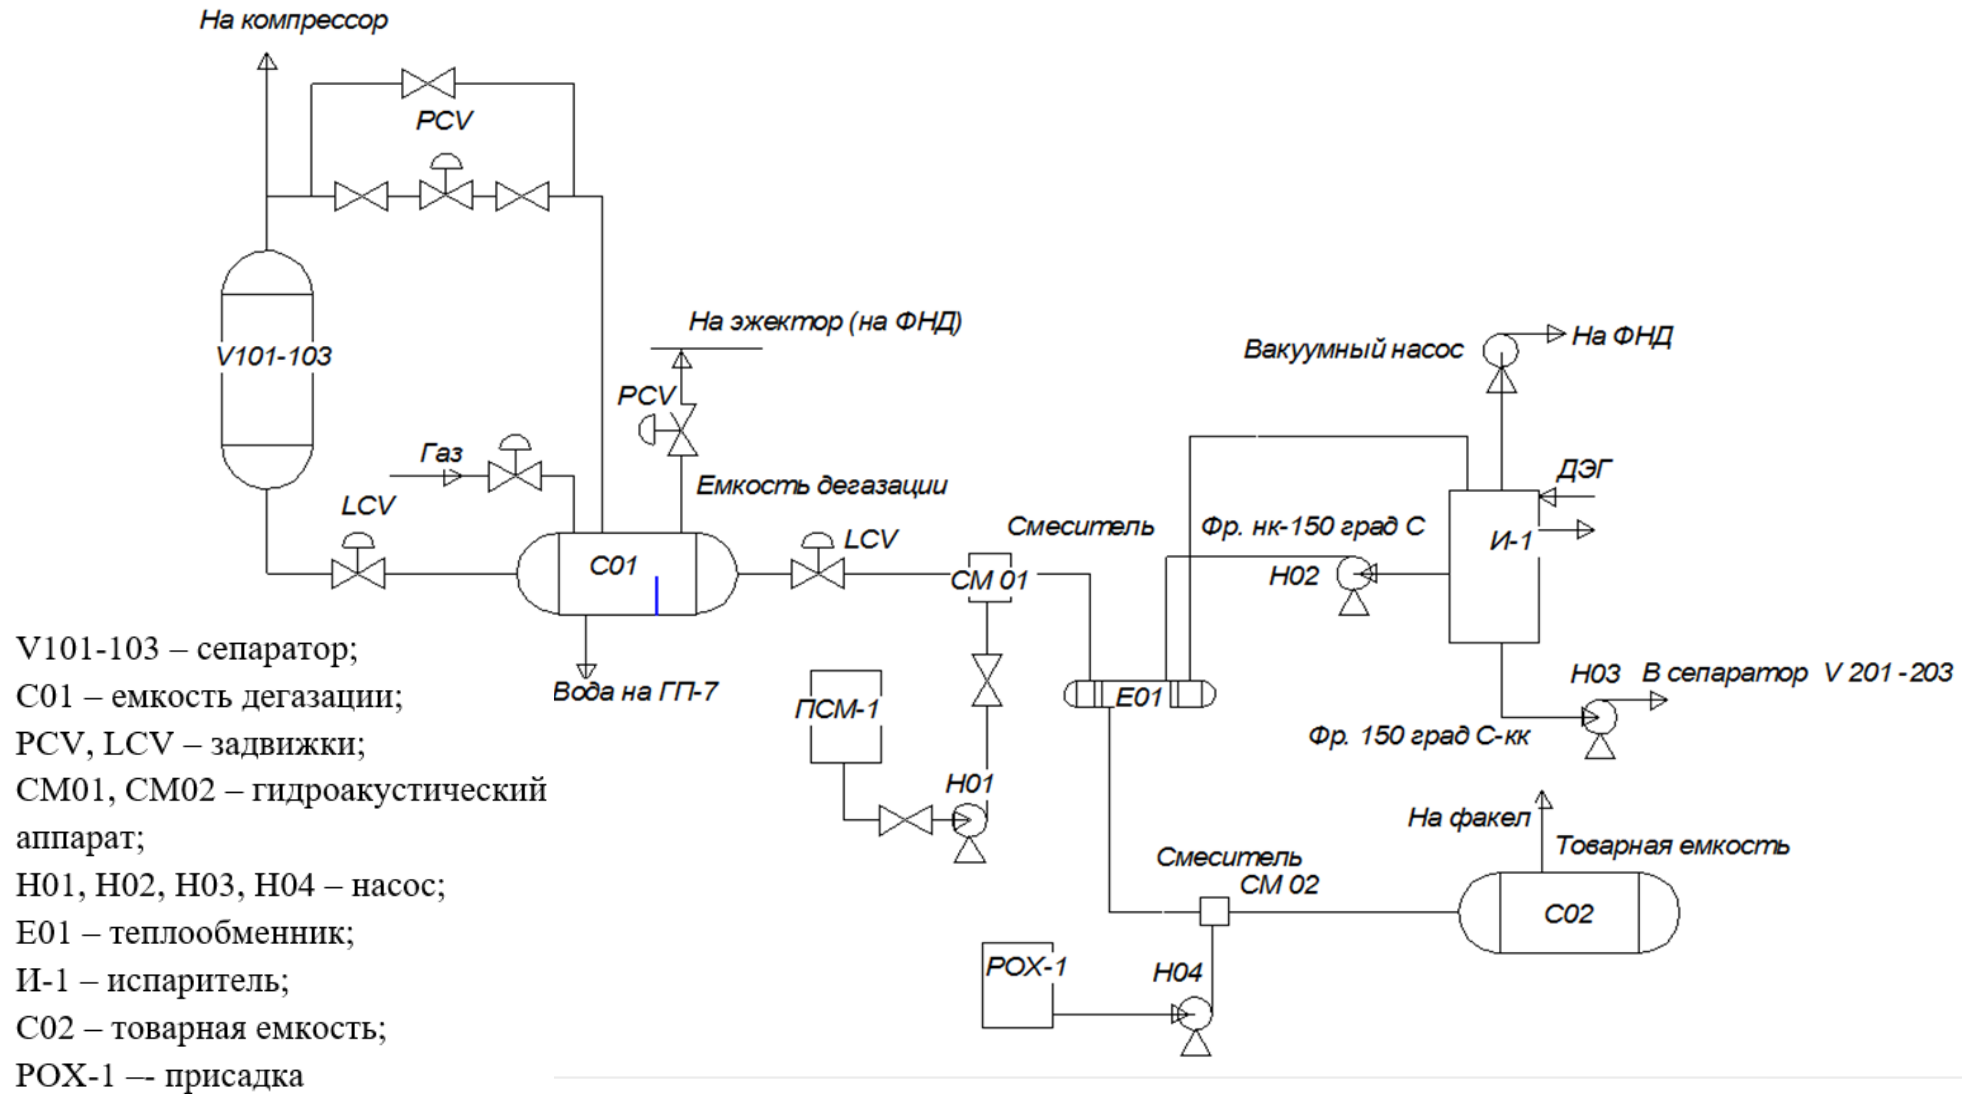 На компрессор
PCV
V101-103
На эжектор (на ФНД)
PCV
Газ
LCV
Емкость дегазации
C01
LCV
Вода на ГП-7
Смеситель
СМ 01
ПСМ-1
Н01
Фр. нк-150 град С
Н02
Вакуумный насос
На ФНД
ДЭГ
И-1
Н03
В сепаратор V 201-203
Фр. 150 град С-кк
Е01
На факел
Товарная емкость
С02
Смеситель
СМ 02
РОХ-1
Н04
V101-103 – сепаратор;
С01 – емкость дегазации;
PCV, LCV – задвижки;
СМ01, СМ02 – гидроакустический
аппарат;
Н01, Н02, Н03, Н04 – насос;
Е01 – теплообменник;
И-1 – испаритель;
С02 – товарная емкость;
РОХ-1 –- присадка